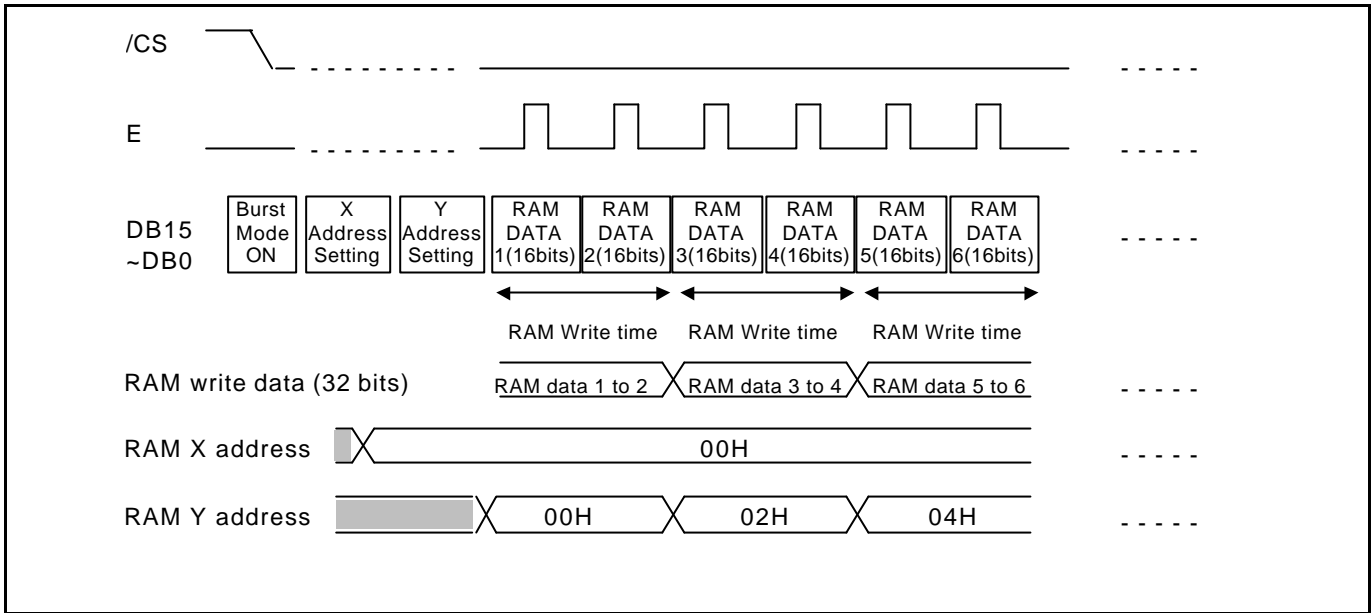 /CS
E
DB15
~DB0
Burst
Mode
ON
X
Address
Setting
Y
Address
Setting
RAM
DATA
1(16bits)
RAM
DATA
2(16bits)
RAM
DATA
3(16bits)
RAM
DATA
4(16bits)
RAM
DATA
5(16bits)
RAM
DATA
6(16bits)
RAM Write time
RAM Write time
RAM Write time
RAM write data (32 bits)
RAM data 1 to 2
RAM data 3 to 4
RAM data 5 to 6
RAM X address
00H
RAM Y address
00H
02H
04H